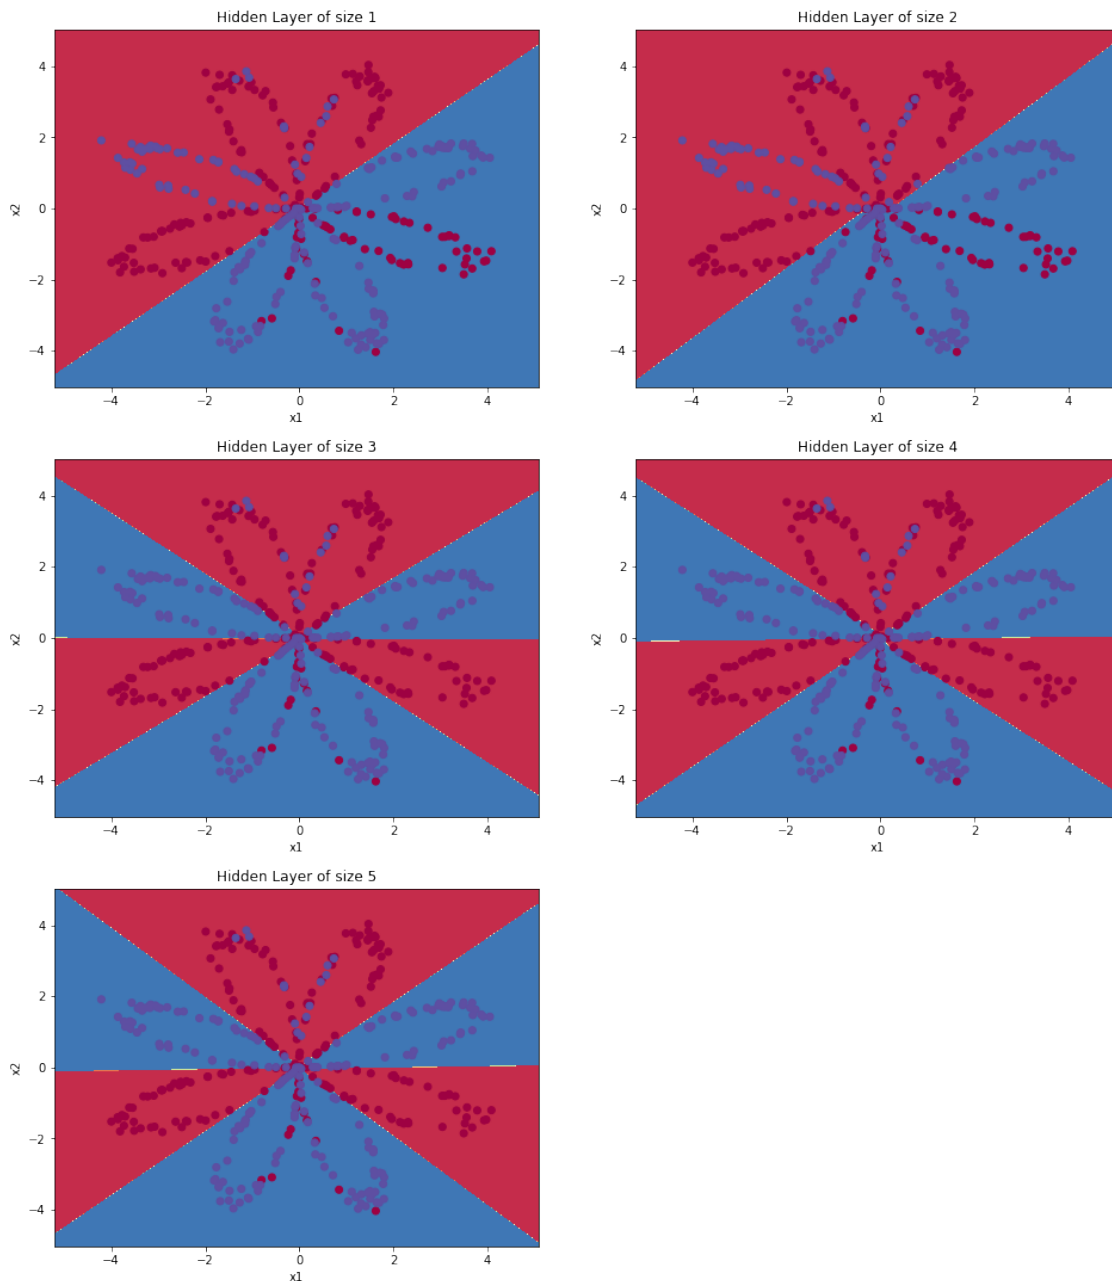 Hidden Layer of size 1
4
2
0
−2
−4
x2
−4 −2 0 2 4
x1
Hidden Layer of size 2
4
2
0
−2
−4
x2
−4 −2 0 2 4
x1
Hidden Layer of size 3
4
2
0
−2
−4
x2
−4 −2 0 2 4
x1
Hidden Layer of size 4
4
2
0
−2
−4
x2
−4 −2 0 2 4
x1
Hidden Layer of size 5
4
2
0
−2
−4
x2
−4 −2 0 2 4
x1